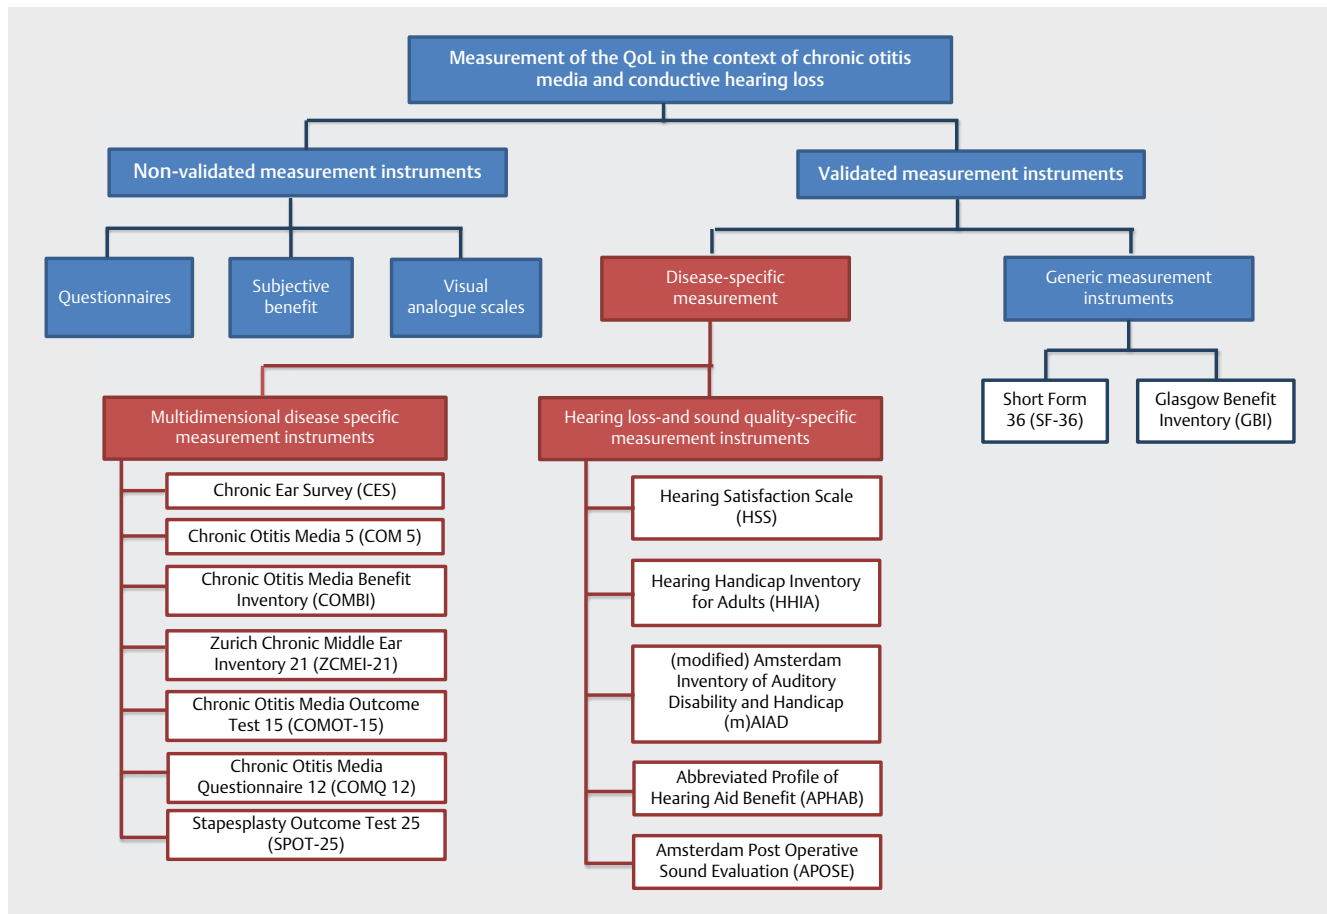 Measurement of the QoL in the context of chronic otitis
media and conductive hearing loss
Non-validated measurement instruments
Validated measurement instruments
Questionnaires
Subjective
benefit
Visual
analogue scales
Disease-specific
measurement
Generic measurement
instruments
Short Form
36 (SF-36)
Glasgow Benefit
Inventory (GBI)
Multidimensional disease specific
measurement instruments
Chronic Ear Survey (CES)
Chronic Otitis Media 5 (COM 5)
Chronic Otitis Media Benefit
Inventory (COMBI)
Zurich Chronic Middle Ear
Inventory 21 (ZCMEI-21)
Chronic Otitis Media Outcome
Test 15 (COMOT-15)
Chronic Otitis Media
Questionnaire 12 (COMQ 12)
Stapesplasty Outcome Test 25
(SPOT-25)
Hearing loss-and sound quality-specific
measurement instruments
Hearing Satisfaction Scale
(HSS)
Hearing Handicap Inventory
for Adults (HHIA)
(modified) Amsterdam
Inventory of Auditory
Disability and Handicap
(m)AIAD
Abbreviated Profile of
Hearing Aid Benefit (APHAB)
Amsterdam Post Operative
Sound Evaluation (APOSE)